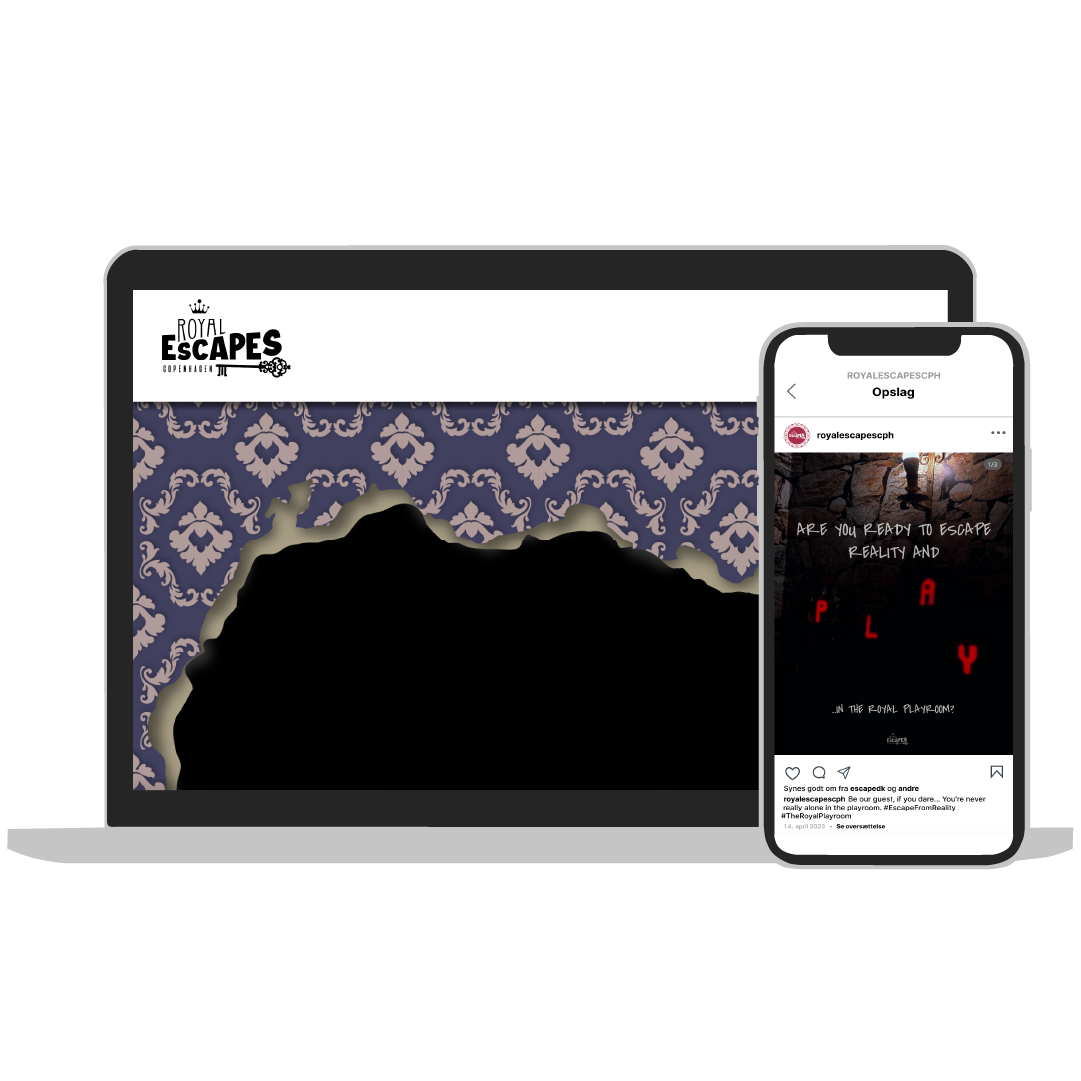 ROYAL
EsCAPES
COPENHAGEN
ROYALESCAPESCPH
Opslag
royalescapescph
1/3
ARE YOU READY TO ESCAPE
REALITY AND
P L A Y
...IN THE ROYAL PLAYROOM?
EsCAPES
Synes godt om fra escapedk og andre
royalescapescph Be our guest, if you dare... You're never
really alone in the playroom. #EscapeFromReality
#TheRoyalPlayroom
14. april 2023 • Se oversættelse